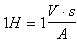 1H = 1 V · s / A